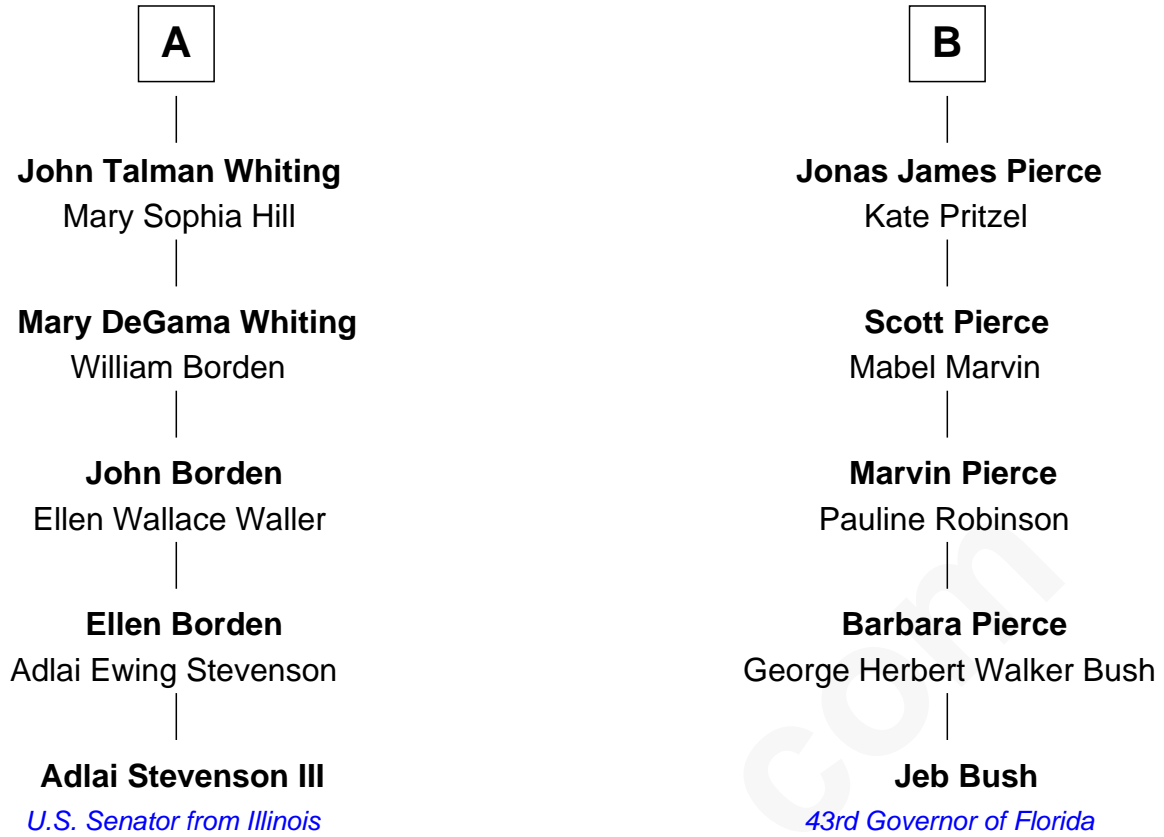 A
B
John Talman Whiting
Jonas James Pierce
Mary Sophia Hill
Kate Pritzel
Mary DeGama Whiting
Scott Pierce
William Borden
Mabel Marvin
John Borden
Marvin Pierce
Ellen Wallace Waller
Pauline Robinson
Ellen Borden
Barbara Pierce
Adlai Ewing Stevenson
George Herbert Walker Bush
Adlai Stevenson III
Jeb Bush
U.S. Senator from Illinois
43rd Governor of Florida
com